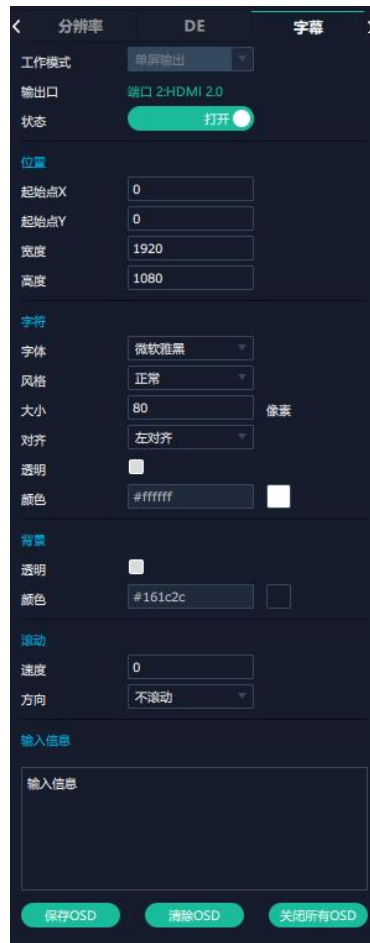 分辨率 DE 字幕
工作模式 单屏输出
输出口 端口 2:HDMI 2.0
状态 打开
位置
起始点X 0
起始点Y 0
宽度 1920
高度 1080
字符
字体 微软雅黑
风格 正常
大小 80 像素
对齐 左对齐
透明
颜色 #ffffff
背景
透明
颜色 #161c2c
滚动
速度 0
方向 不滚动
输入信息
输入信息
保存OSD 清除OSD 关闭所有OSD